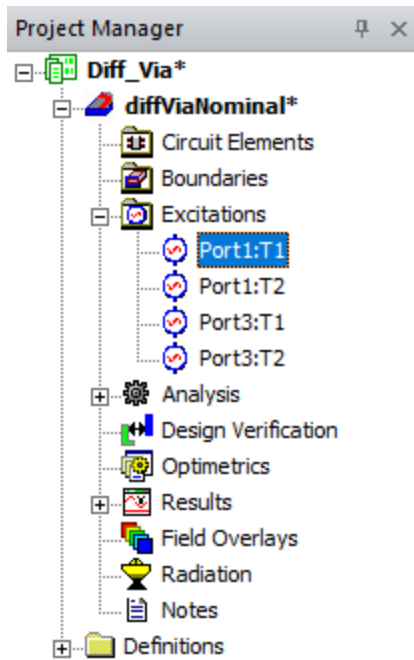 Project Manager
Diff_Via*
diffViaNominal*
Circuit Elements
Boundaries
Excitations
Port1:T1
Port1:T2
Port3:T1
Port3:T2
Analysis
Design Verification
Optimetrics
Results
Field Overlays
Radiation
Notes
Definitions